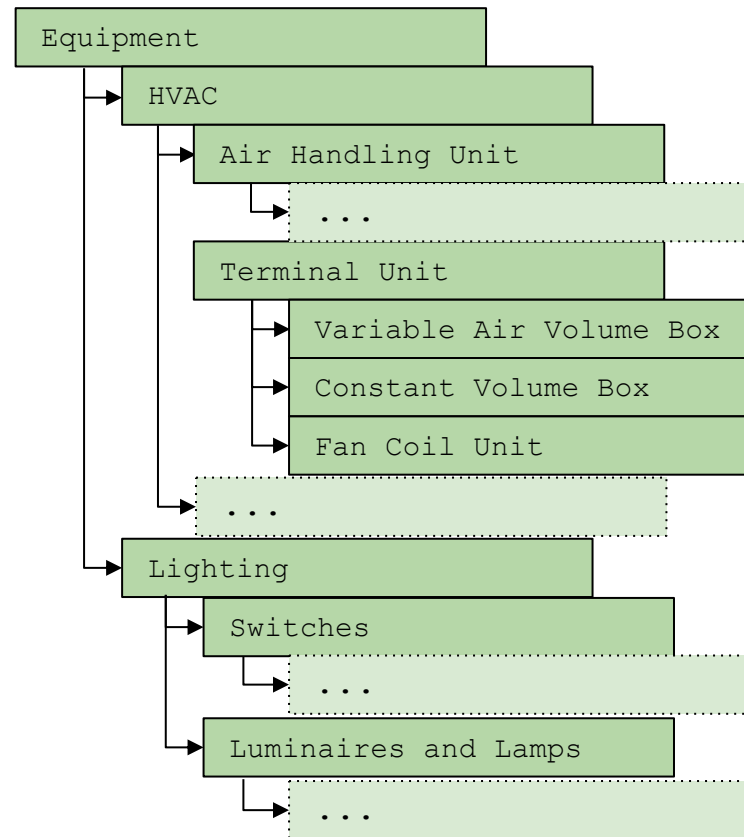 Equipment
HVAC
Air Handling Unit
...
Terminal Unit
Variable Air Volume Box
Constant Volume Box
Fan Coil Unit
...
Lighting
Switches
...
Luminaires and Lamps
...